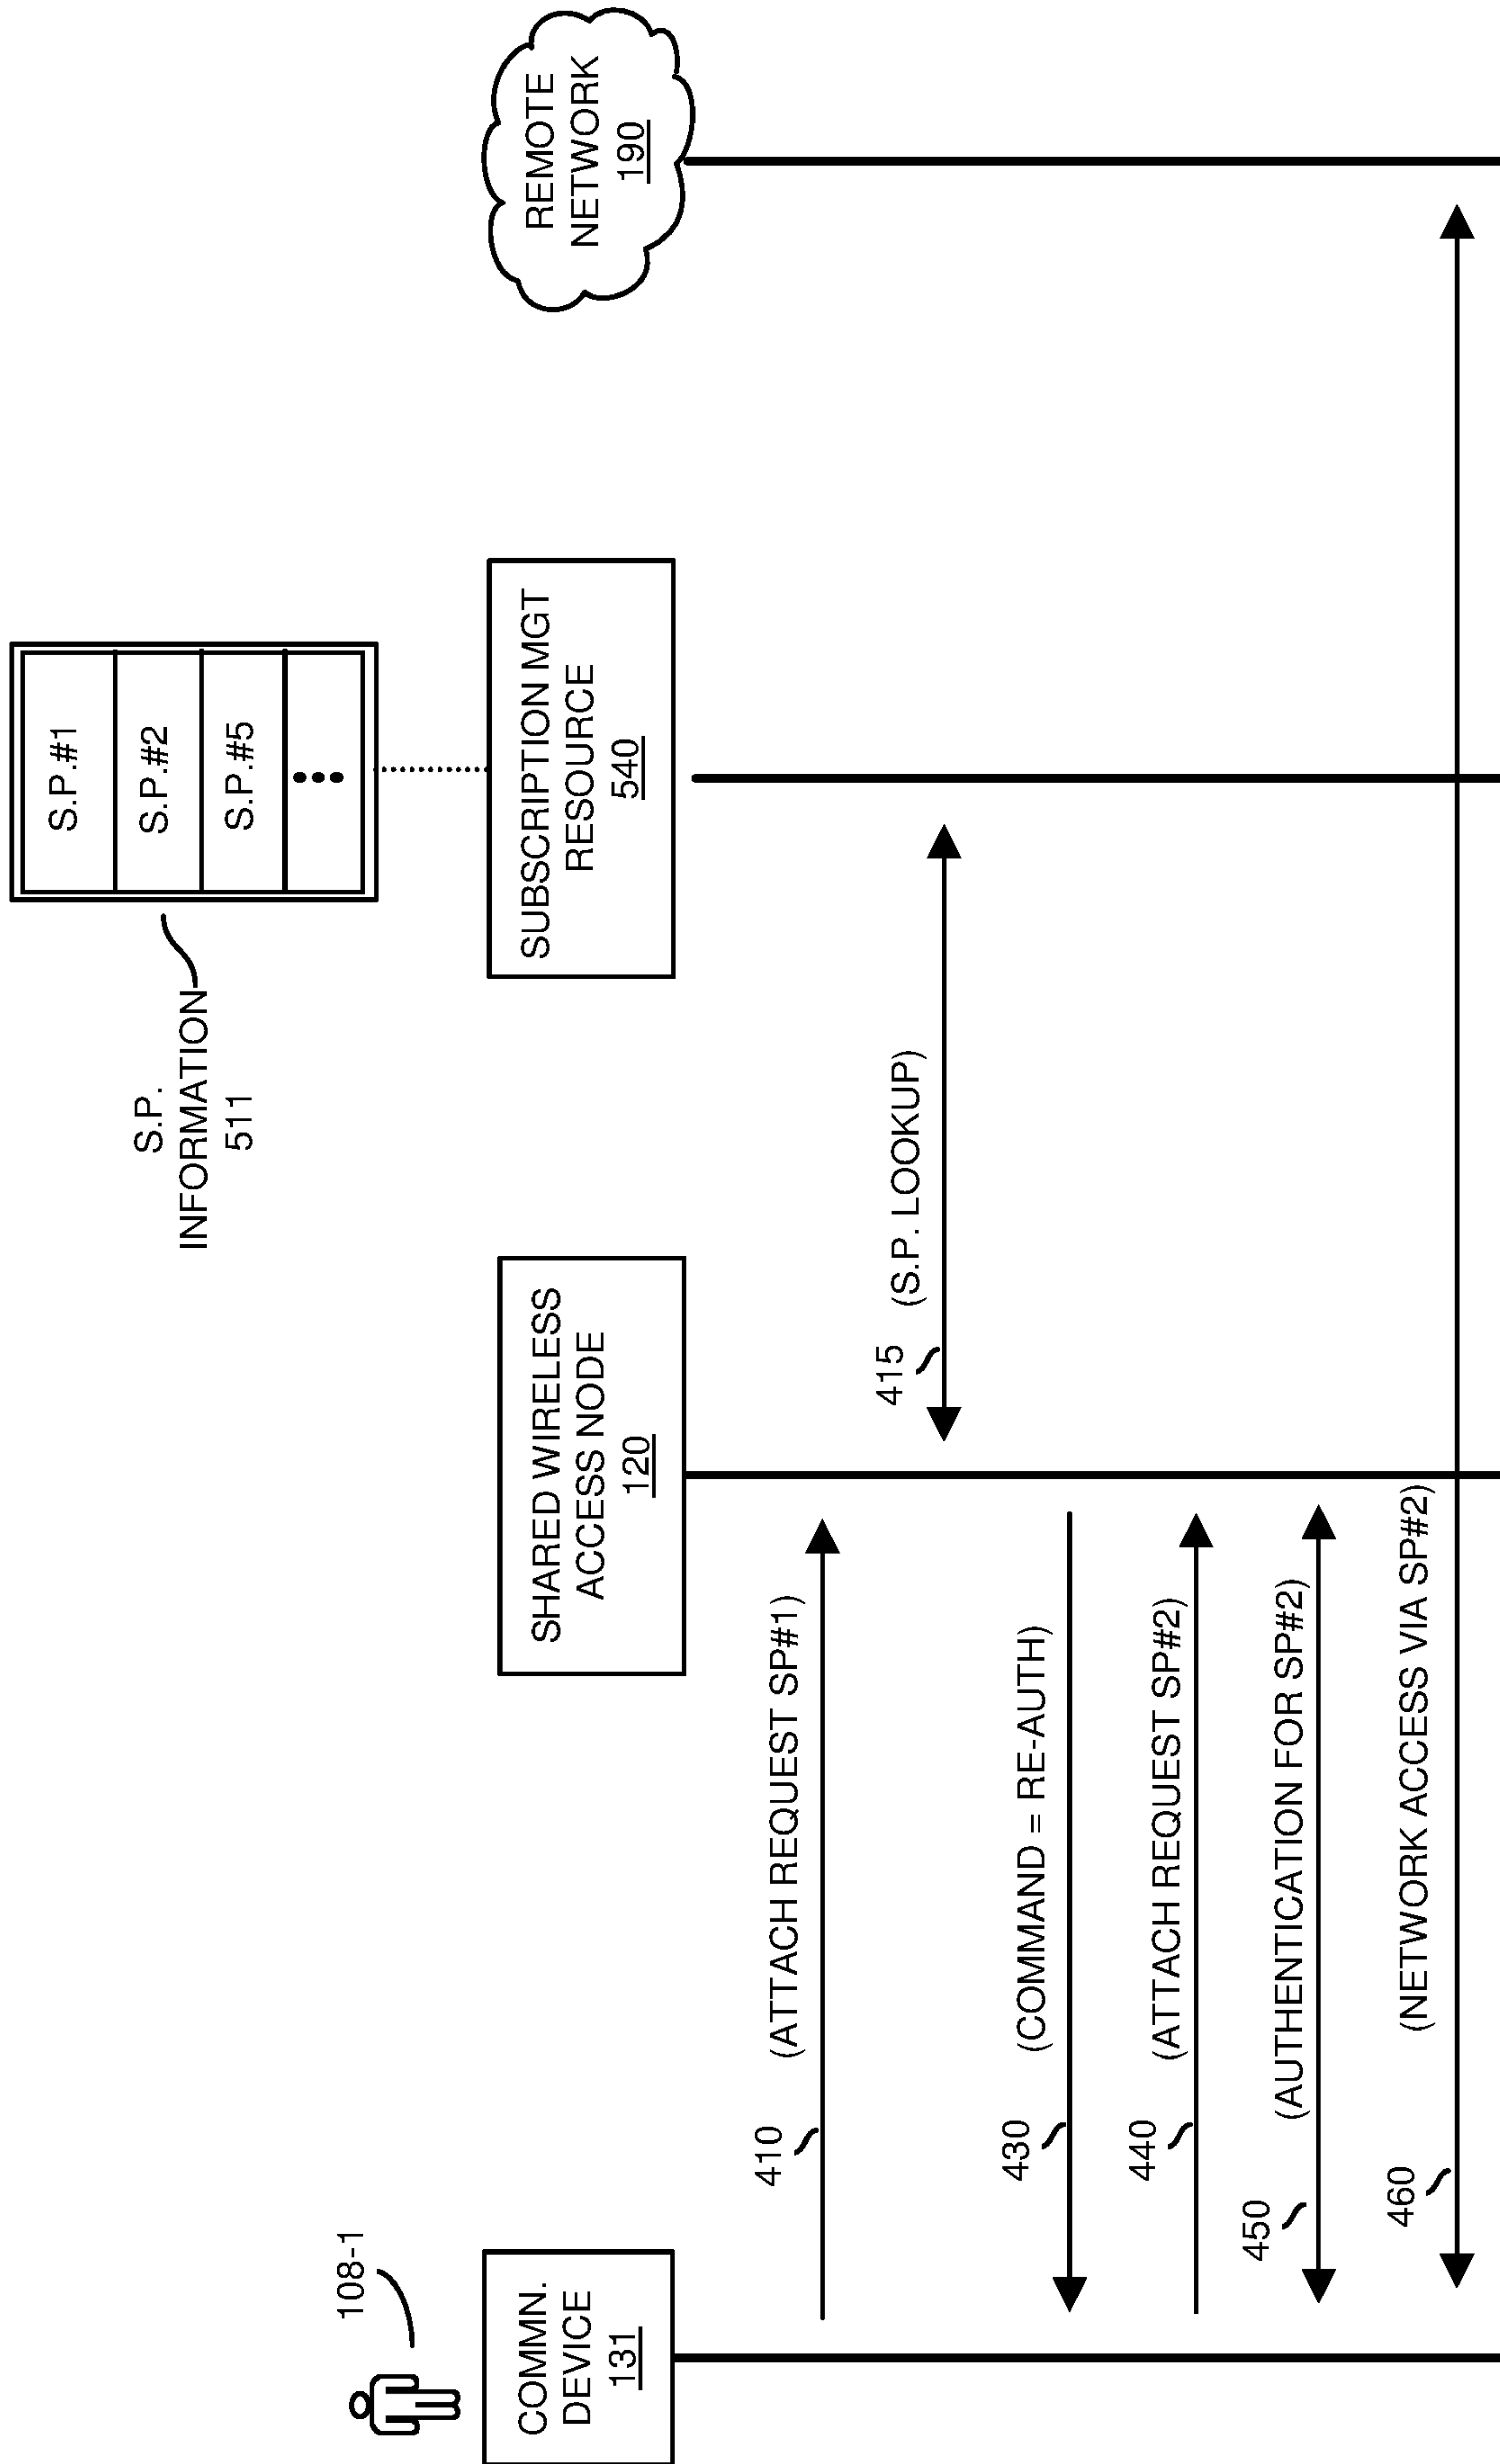 S.P.
INFORMATION
511
S.P.#1
S.P.#2
S.P.#5
108-1
COMMN.
DEVICE
131
SHARED WIRELESS
ACCESS NODE
120
SUBSCRIPTION MGT
RESOURCE
540
REMOTE
NETWORK
190
410
(ATTACH REQUEST SP#1)
415
(S.P. LOOKUP)
430
(COMMAND = RE-AUTH)
440
(ATTACH REQUEST SP#2)
450
(AUTHENTICATION FOR SP#2)
460
(NETWORK ACCESS VIA SP#2)